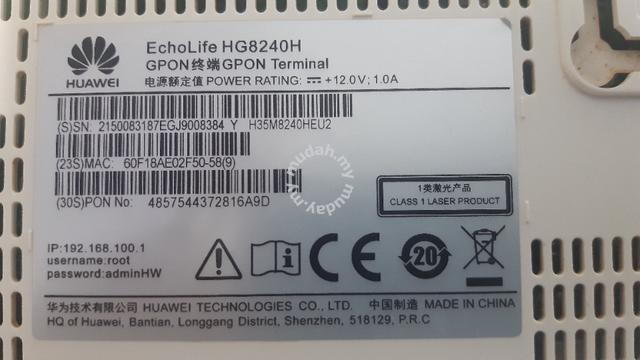 EchoLife HG8240H
GPON终端GPON Terminal
HUAWEI
电源额定值 POWER RATING: ⎓ +12.0V; 1.0A
(S)SN: 2150083187EGJ9008384 Y H35M8240HEU2
(23S)MAC: 60F18AE02F50-58(9)
(30S)PON No: 4857544372816A9D
mudah.my mudah.my
1类激光产品
CLASS 1 LASER PRODUCT
IP:192.168.100.1
username:root
password:adminHW
i
CE
20
华为技术有限公司 HUAWEI TECHNOLOGIES CO., LTD. 中国制造 MADE IN CHINA
HQ of Huawei, Bantian, Longgang District, Shenzhen, 518129, P.R.C